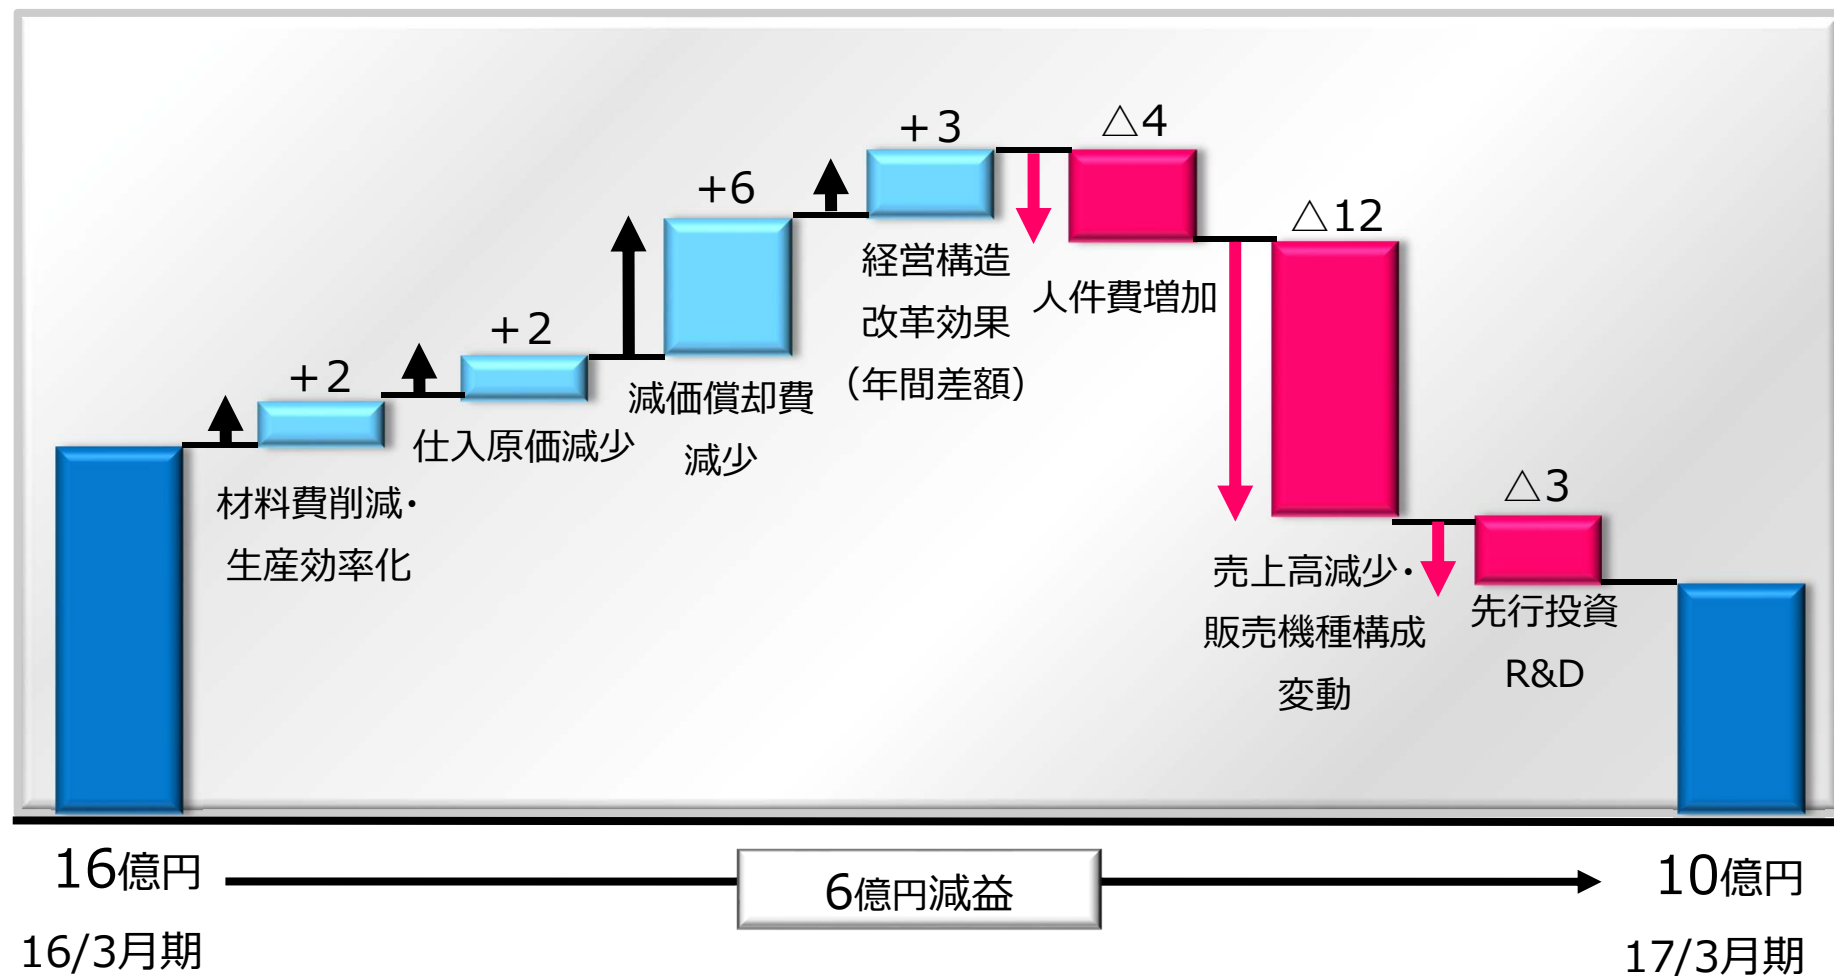 +2
材料費削減・
生産効率化
+2
仕入原価減少
+6
減価償却費
減少
+3
経営構造
改革効果
（年間差額）
△4
人件費増加
△12
売上高減少・
販売機種構成
変動
△3
先行投資
R&D
16億円
16/3月期
6億円減益
10億円
17/3月期